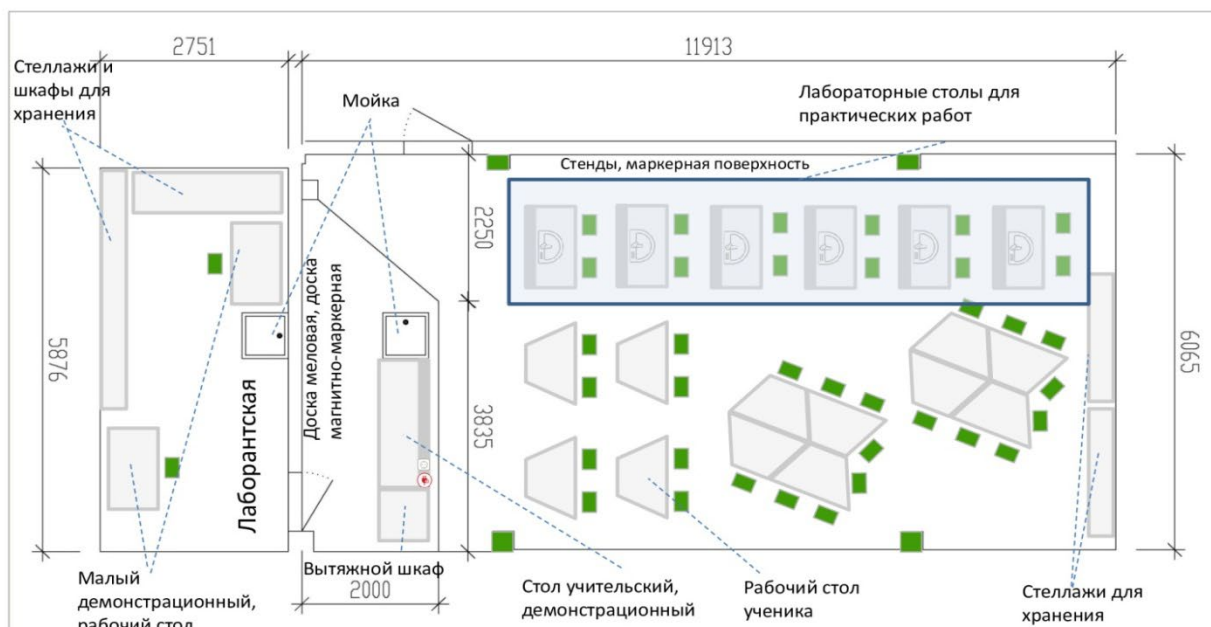 2751
11913
Стеллажи и
шкафы для
хранения
Мойка
Лабораторные столы для
практических работ
Стенды, маркерная поверхность
2250
5876
6065
Доска меловая, доска
магнитно-маркерная
3835
Лаборантская
Малый
демонстрационный,
рабочий стол
Вытяжной шкаф
2000
Стол учительский,
демонстрационный
Рабочий стол
ученика
Стеллажи для
хранения